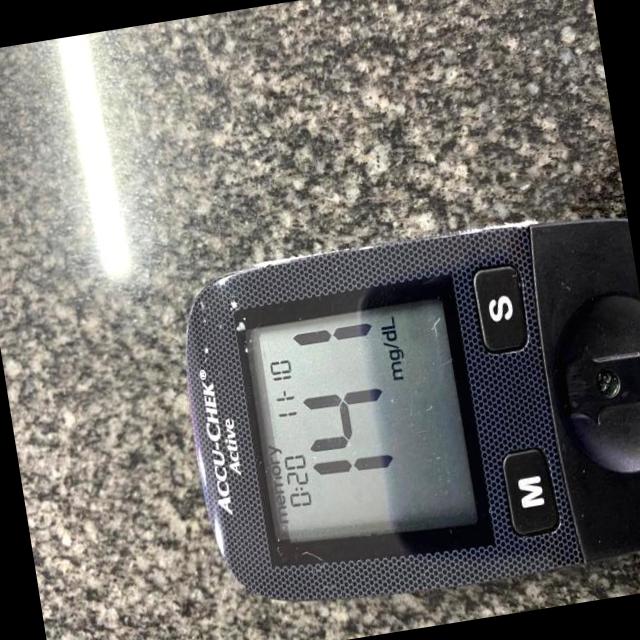 ACCU-CHEK®
Active
memory
0:20 11-10
141
mg/dL
M S